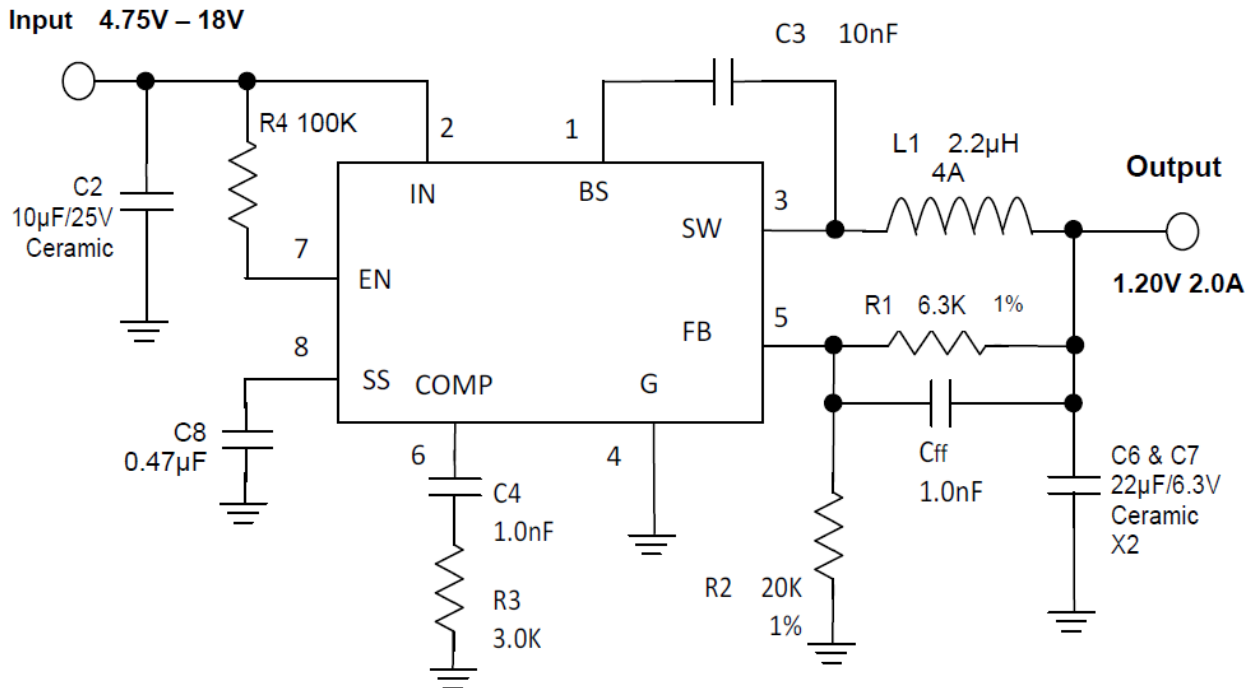 Input 4.75V – 18V
C3 10nF
R4 100K
2
1
L1 2.2µH
4A
Output
C2
10µF/25V
Ceramic
IN
BS
3
SW
7
EN
1.20V 2.0A
R1 6.3K 1%
5
FB
8
SS
COMP
G
C8
0.47µF
6
4
C4
1.0nF
Cff
1.0nF
C6 & C7
22µF/6.3V
Ceramic
X2
R3
3.0K
R2 20K
1%